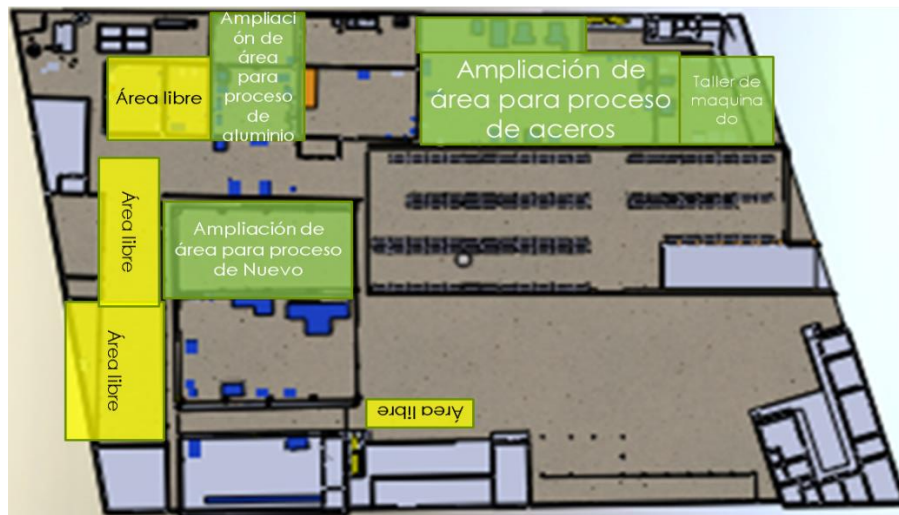 Ampliaci
ón de
área
para
proceso
de
aluminio
Área libre
Ampliación de
área para proceso
de aceros
Taller de
maquina
do
Área libre
Ampliación de
área para proceso
de Nuevo
Área libre
Área libre